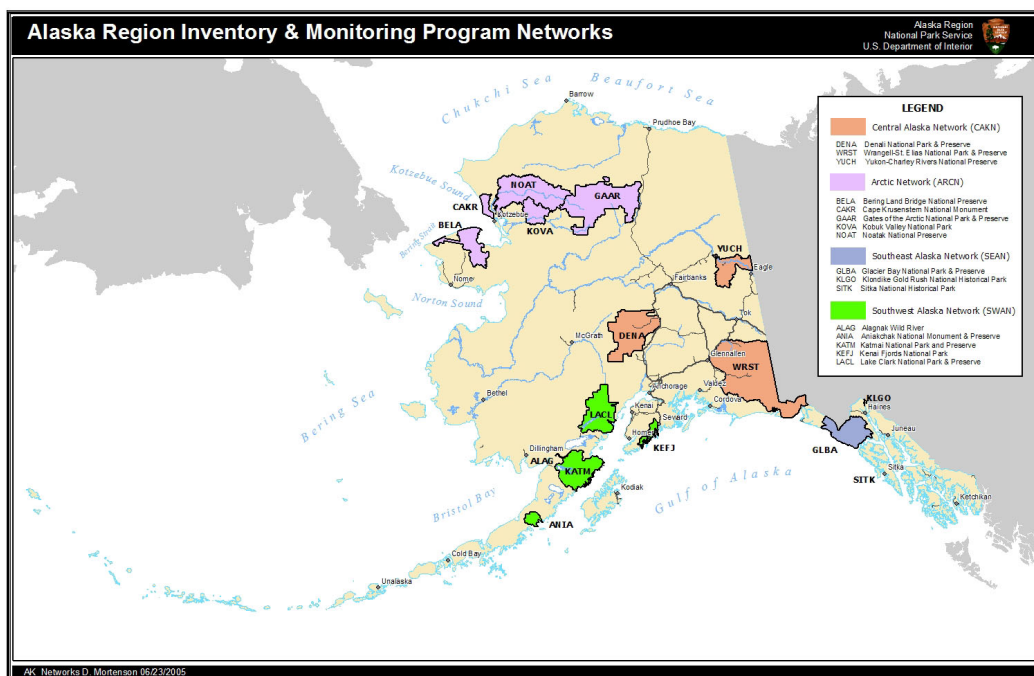 Alaska Region Inventory & Monitoring Program Networks
Alaska Region
National Park Service
U.S. Department of Interior
Chukchi Sea
Beaufort Sea
Barrow
Prudhoe Bay
Kotzebue Sound
NOAT
GAAR
CAKR
Kotzebue
KOVA
BELA
Bering Strait
Nome
Norton Sound
YUCH
Eagle
Fairbanks
Tok
McGrath
DENA
Glennallen
WRST
Anchorage
Valdez
Cordova
Bering Sea
Bethel
LACL
Kenai
Seward
Homer
KEFJ
Dillingham
ALAG
KATM
Kodiak
Gulf of Alaska
Bristol Bay
ANIA
Cold Bay
Unalaska
KLGO
Haines
Juneau
GLBA
SITK
Sitka
Ketchikan
LEGEND
Central Alaska Network (CAKN)
DENA Denali National Park & Preserve
WRST Wrangell-St. Elias National Park & Preserve
YUCH Yukon-Charley Rivers National Preserve
Arctic Network (ARCN)
BELA Bering Land Bridge National Preserve
CAKR Cape Krusenstern National Monument
GAAR Gates of the Arctic National Park & Preserve
KOVA Kobuk Valley National Park
NOAT Noatak National Preserve
Southeast Alaska Network (SEAN)
GLBA Glacier Bay National Park & Preserve
KLGO Klondike Gold Rush National Historical Park
SITK Sitka National Historical Park
Southwest Alaska Network (SWAN)
ALAG Alagnak Wild River
ANIA Aniakchak National Monument & Preserve
KATM Katmai National Park and Preserve
KEFJ Kenai Fjords National Park
LACL Lake Clark National Park & Preserve
AK Networks D. Mortenson 06/23/2005